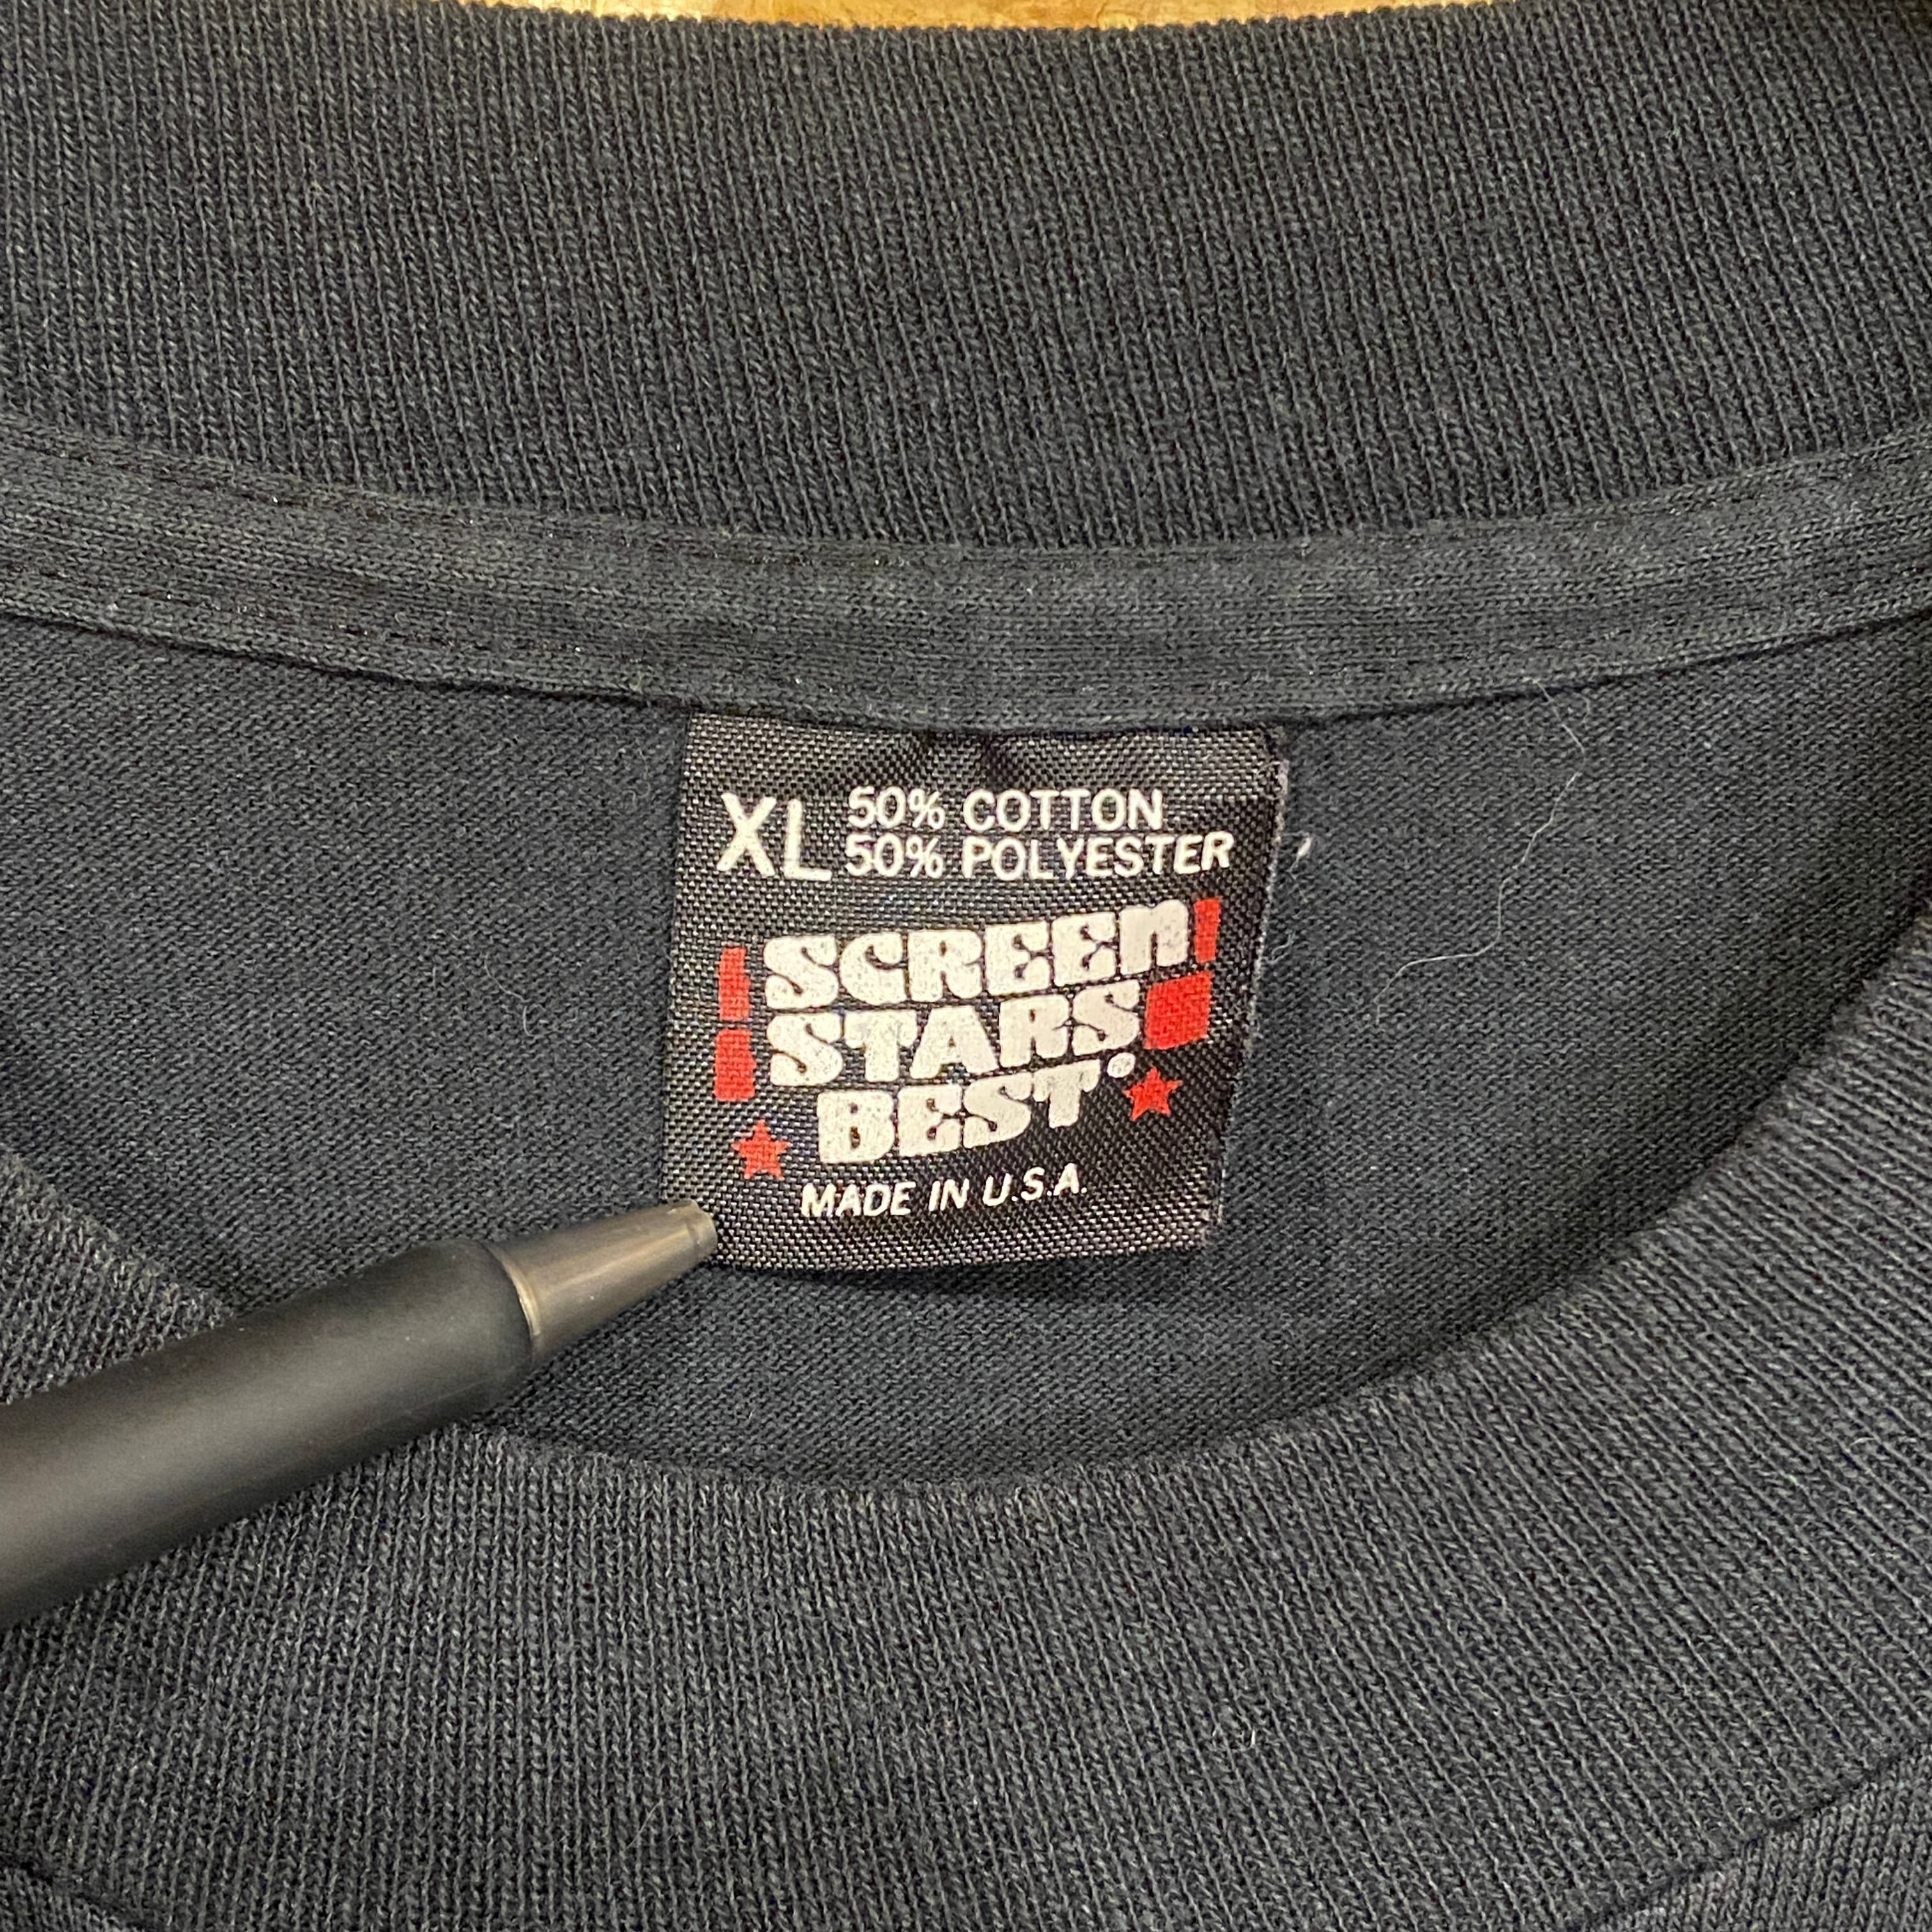 XL 50% COTTON
50% POLYESTER
SCREEN
STARS
BEST
MADE IN U.S.A.